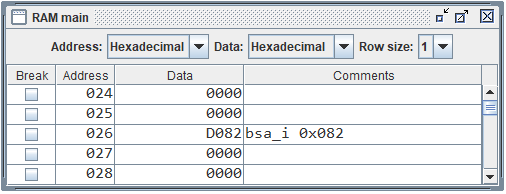 RAM main
Address: Hexadecimal Data: Hexadecimal Row size: 1
Break Address Data Comments
024 0000
025 0000
026 D082 bsa_i 0x082
027 0000
028 0000